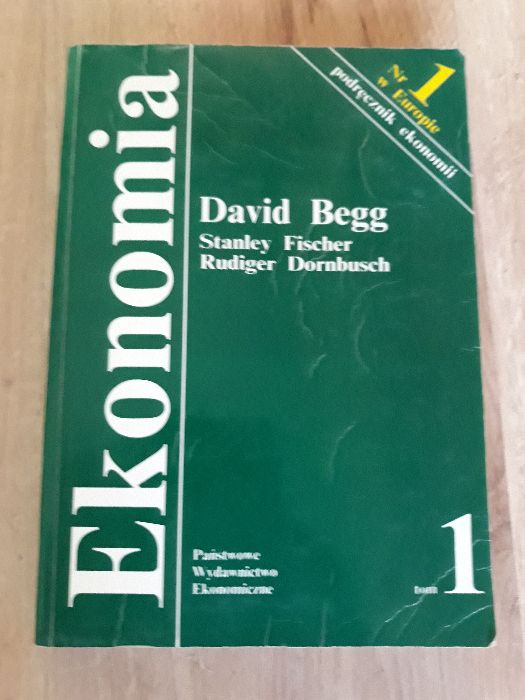 Ekonomia
Nr 1
w Europie
podręcznik ekonomii
David Begg
Stanley Fischer
Rudiger Dornbusch
Państwowe
Wydawnictwo
Ekonomiczne
tom 1